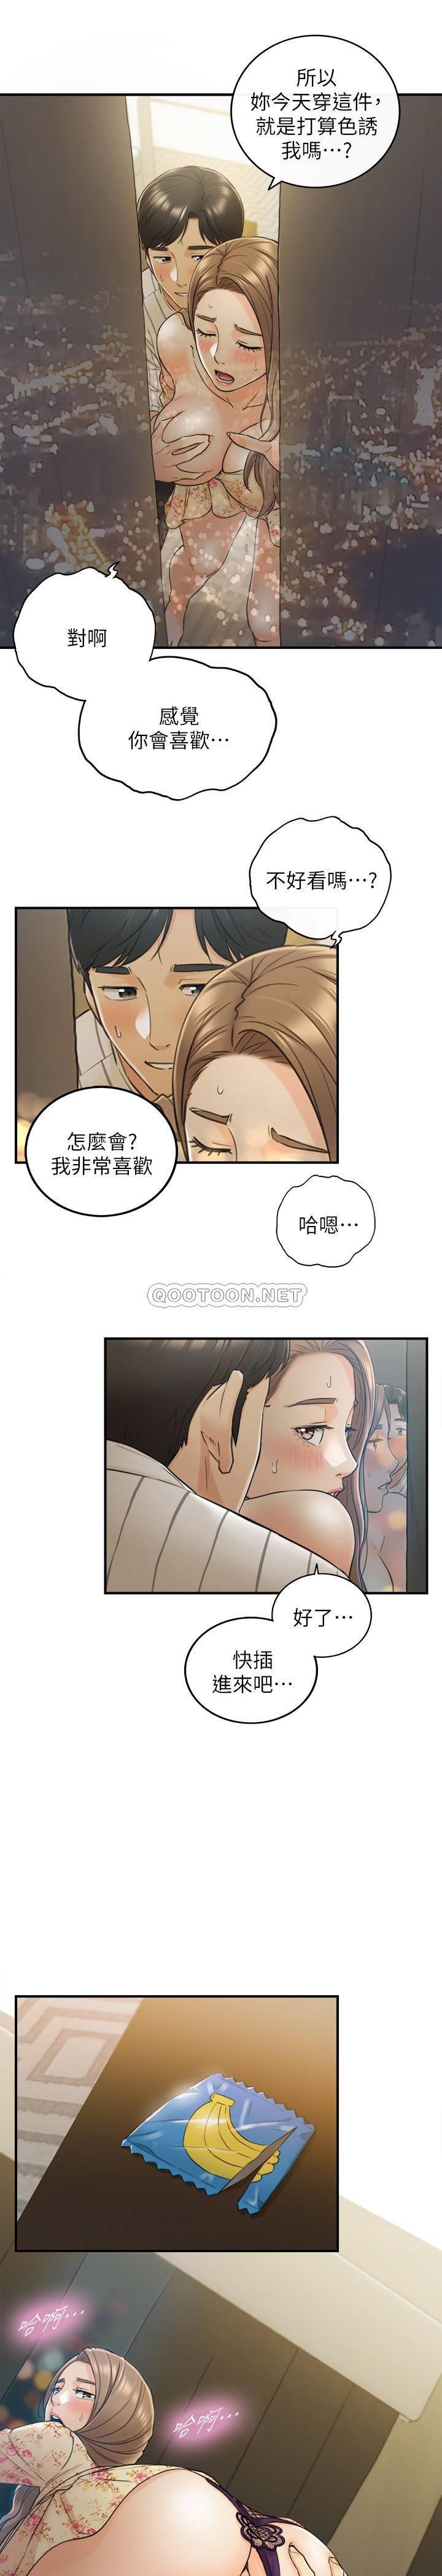 所以
妳今天穿這件，
就是打算色誘
我嗎⋯?
對啊
感覺
你會喜歡⋯
不好看嗎⋯?
怎麼會?
我非常喜歡
哈嗯⋯
QOOTOON.NET
好了⋯
快插
進來吧⋯
哈啊⋯
哈啊⋯